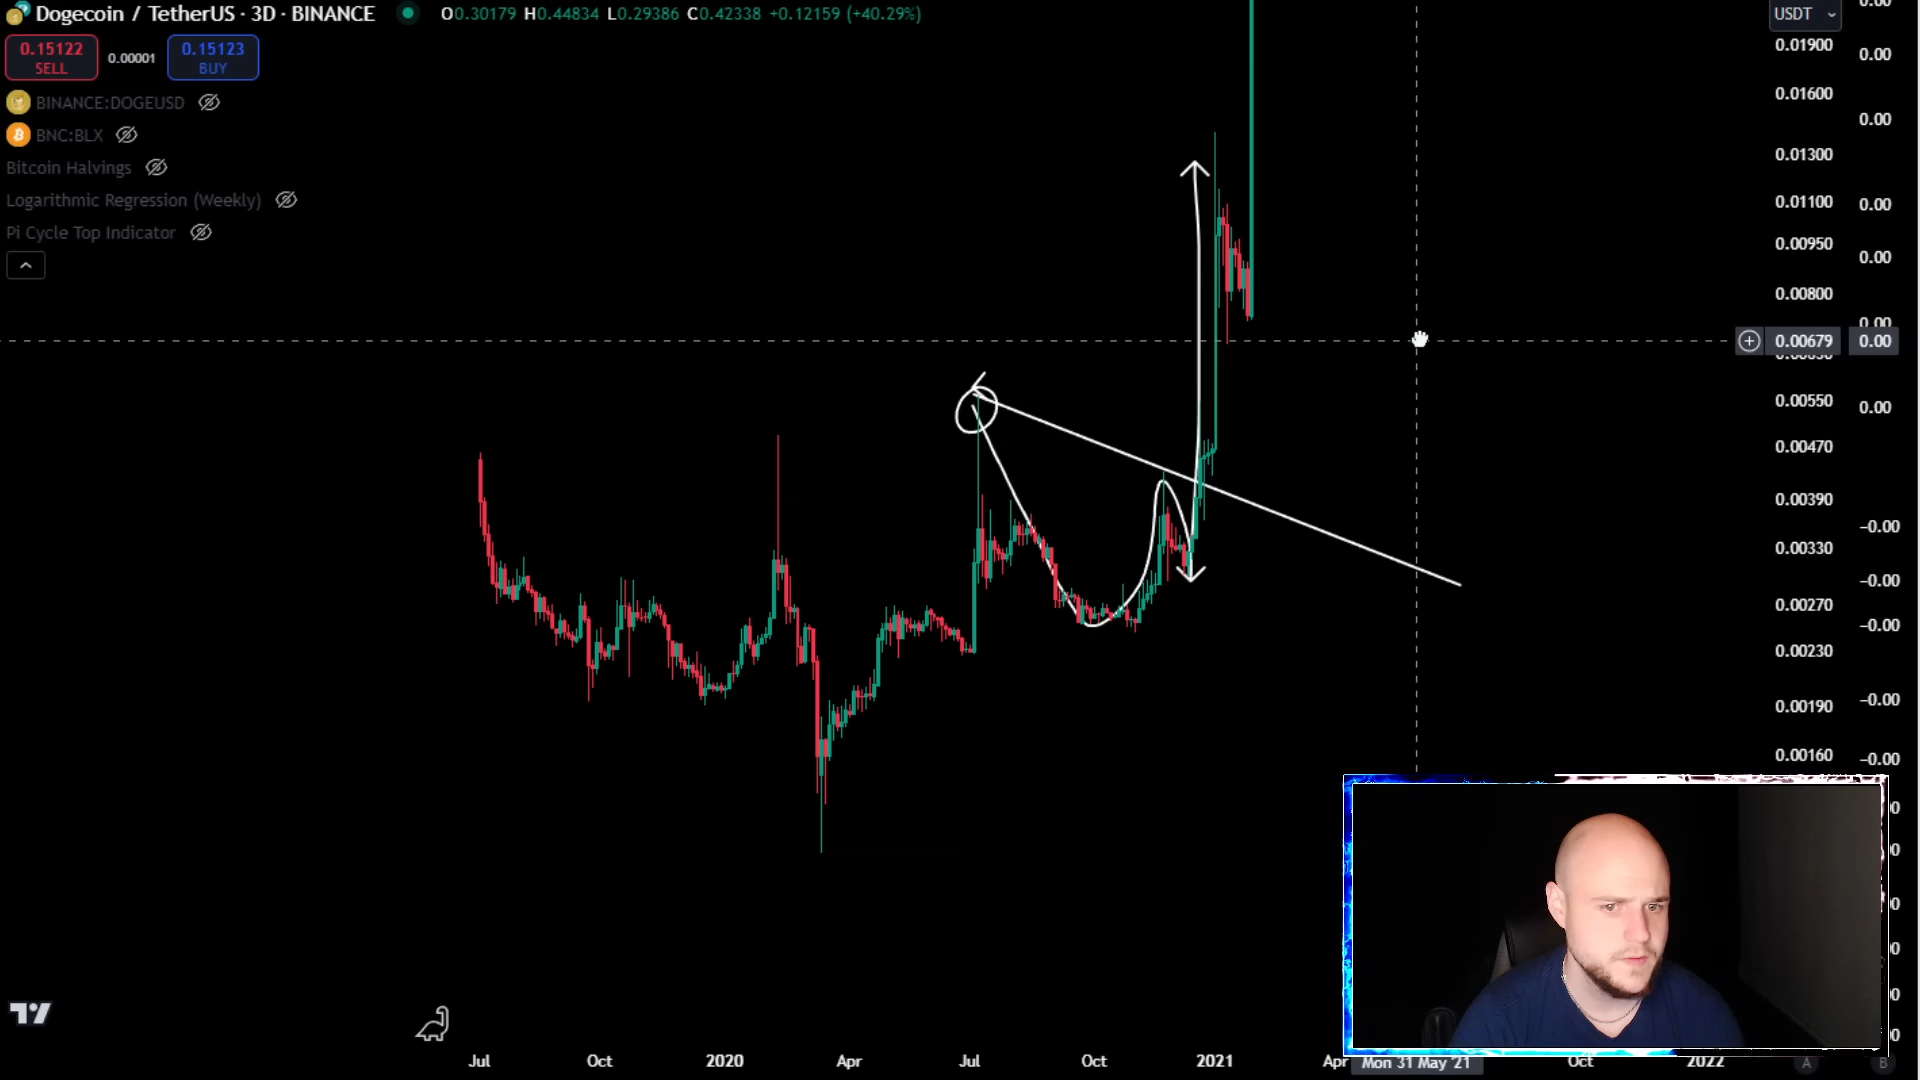 Dogecoin / TetherUS · 3D · BINANCE O0.30179 H0.44834 L0.29386 C0.42338 +0.12159 (+40.29%)
USDT
0.15122
SELL
0.00001
0.15123
BUY
BINANCE:DOGEUSD
BNC:BLX
Bitcoin Halvings
Logarithmic Regression (Weekly)
Pi Cycle Top Indicator
0.01900 0.00
0.01600 0.00
0.01300
0.01100 0.00
0.00950 0.00
0.00800
0.00679 0.00
0.00550 0.00
0.00470
0.00390 −0.00
0.00330 −0.00
0.00270 −0.00
0.00230
0.00190 −0.00
0.00160 −0.00
Jul Oct 2020 Apr Jul Oct 2021 Apr Mon 31 May '21 Oct 2022 A B